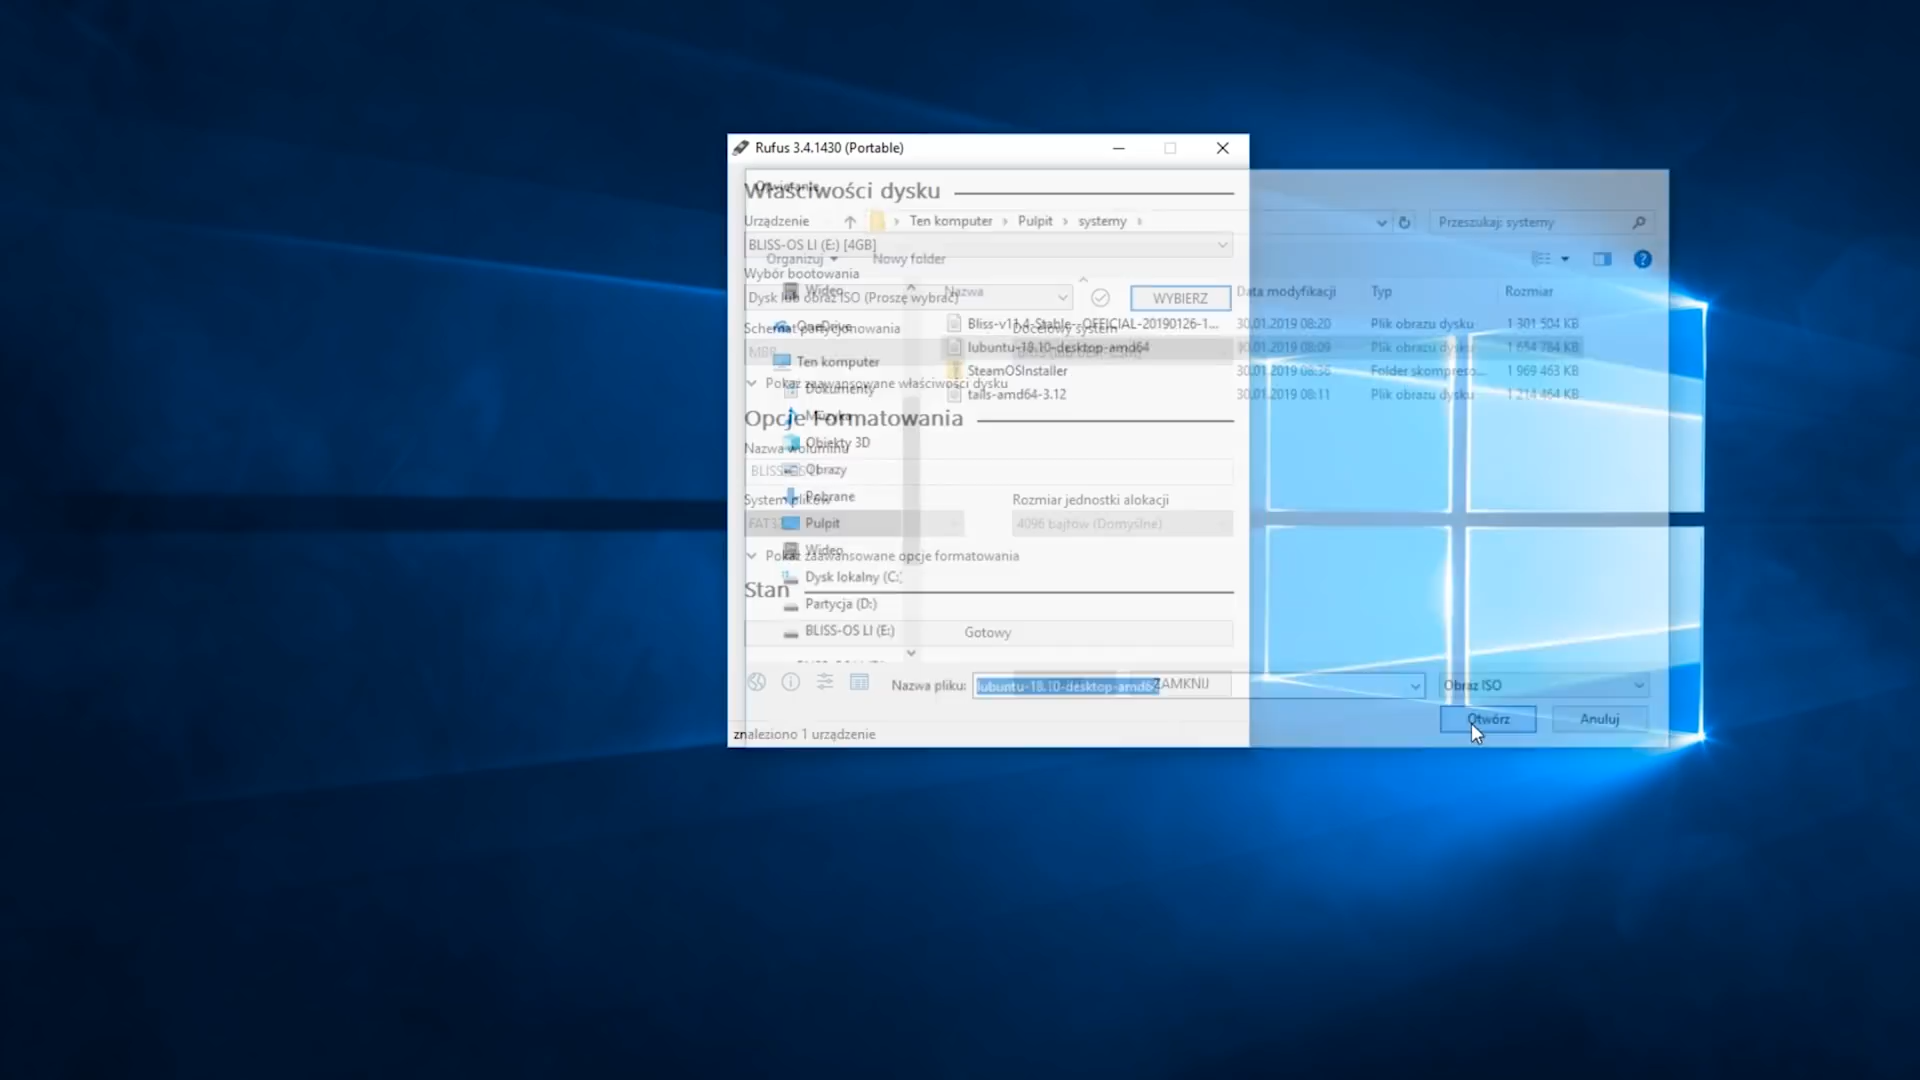 Rufus 3.4.1430 (Portable)
Właściwości dysku
Urządzenie
Ten komputer › Pulpit › systemy ›
Przeszukaj: systemy
BLISS-OS LI (E:) [4GB]
Organizuj
Nowy folder
Wybór bootowania
Wideo
Dysk lub obraz ISO (Proszę wybrać)
WYBIERZ
Nazwa
Data modyfikacji
Typ
Rozmiar
Bliss-v11.4-Stable--OFFICIAL-20190126-1...
30.01.2019 08:20
Plik obrazu dysku
1 301 504 KB
OneDrive
Schemat partycjonowania
Docelowy system
lubuntu-18.10-desktop-amd64
30.01.2019 08:09
Plik obrazu dysku
1 654 784 KB
MBR
Ten komputer
SteamOSInstaller
30.01.2019 08:36
Folder skompreso...
1 969 463 KB
Pokaż zaawansowane właściwości dysku
Dokumenty
tails-amd64-3.12
30.01.2019 08:11
Plik obrazu dysku
1 214 464 KB
Muzyka
Opcje Formatowania
Obiekty 3D
Nazwa woluminu
Obrazy
Pobrane
System plików
Rozmiar jednostki alokacji
Pulpit
4096 bajtów (Domyślne)
Wideo
Pokaż zaawansowane opcje formatowania
Dysk lokalny (C:)
Stan
Partycja (D:)
BLISS-OS LI (E:)
Gotowy
Nazwa pliku:
lubuntu-18.10-desktop-amd64
ZAMKNIJ
Obraz ISO
Otwórz
Anuluj
znaleziono 1 urządzenie